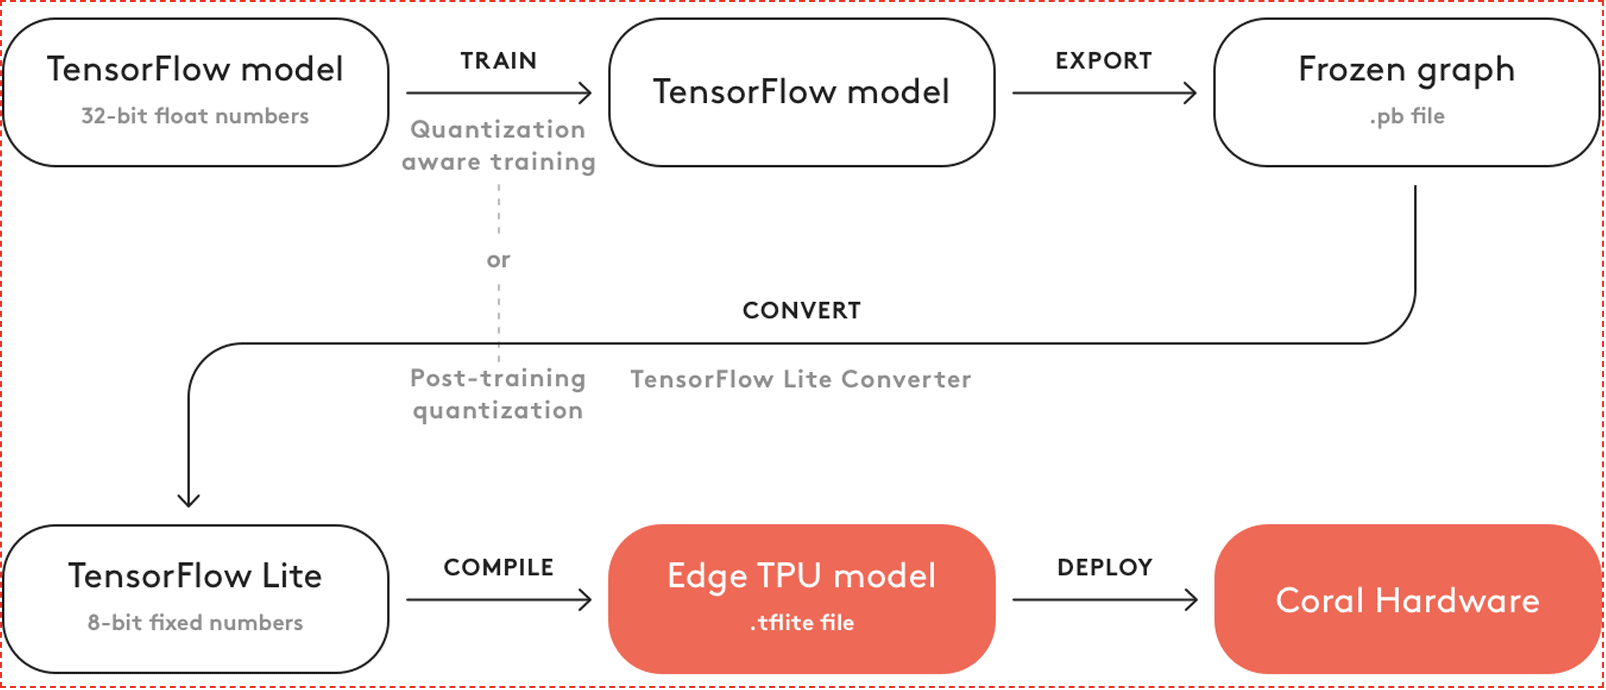 TensorFlow model
32-bit float numbers
TRAIN
Quantization
aware training
or
Post-training
quantization
TensorFlow model
EXPORT
Frozen graph
.pb file
CONVERT
TensorFlow Lite Converter
TensorFlow Lite
8-bit fixed numbers
COMPILE
Edge TPU model
.tflite file
DEPLOY
Coral Hardware